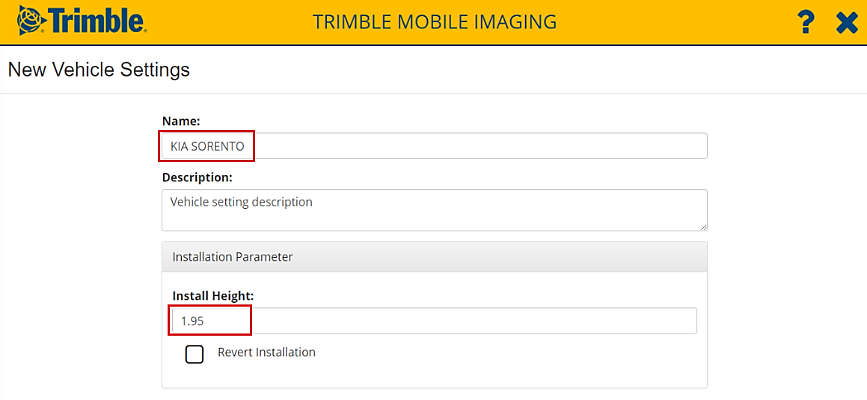 Trimble.
TRIMBLE MOBILE IMAGING
?
New Vehicle Settings
Name:
KIA SORENTO
Description:
Vehicle setting description
Installation Parameter
Install Height:
1.95
Revert Installation